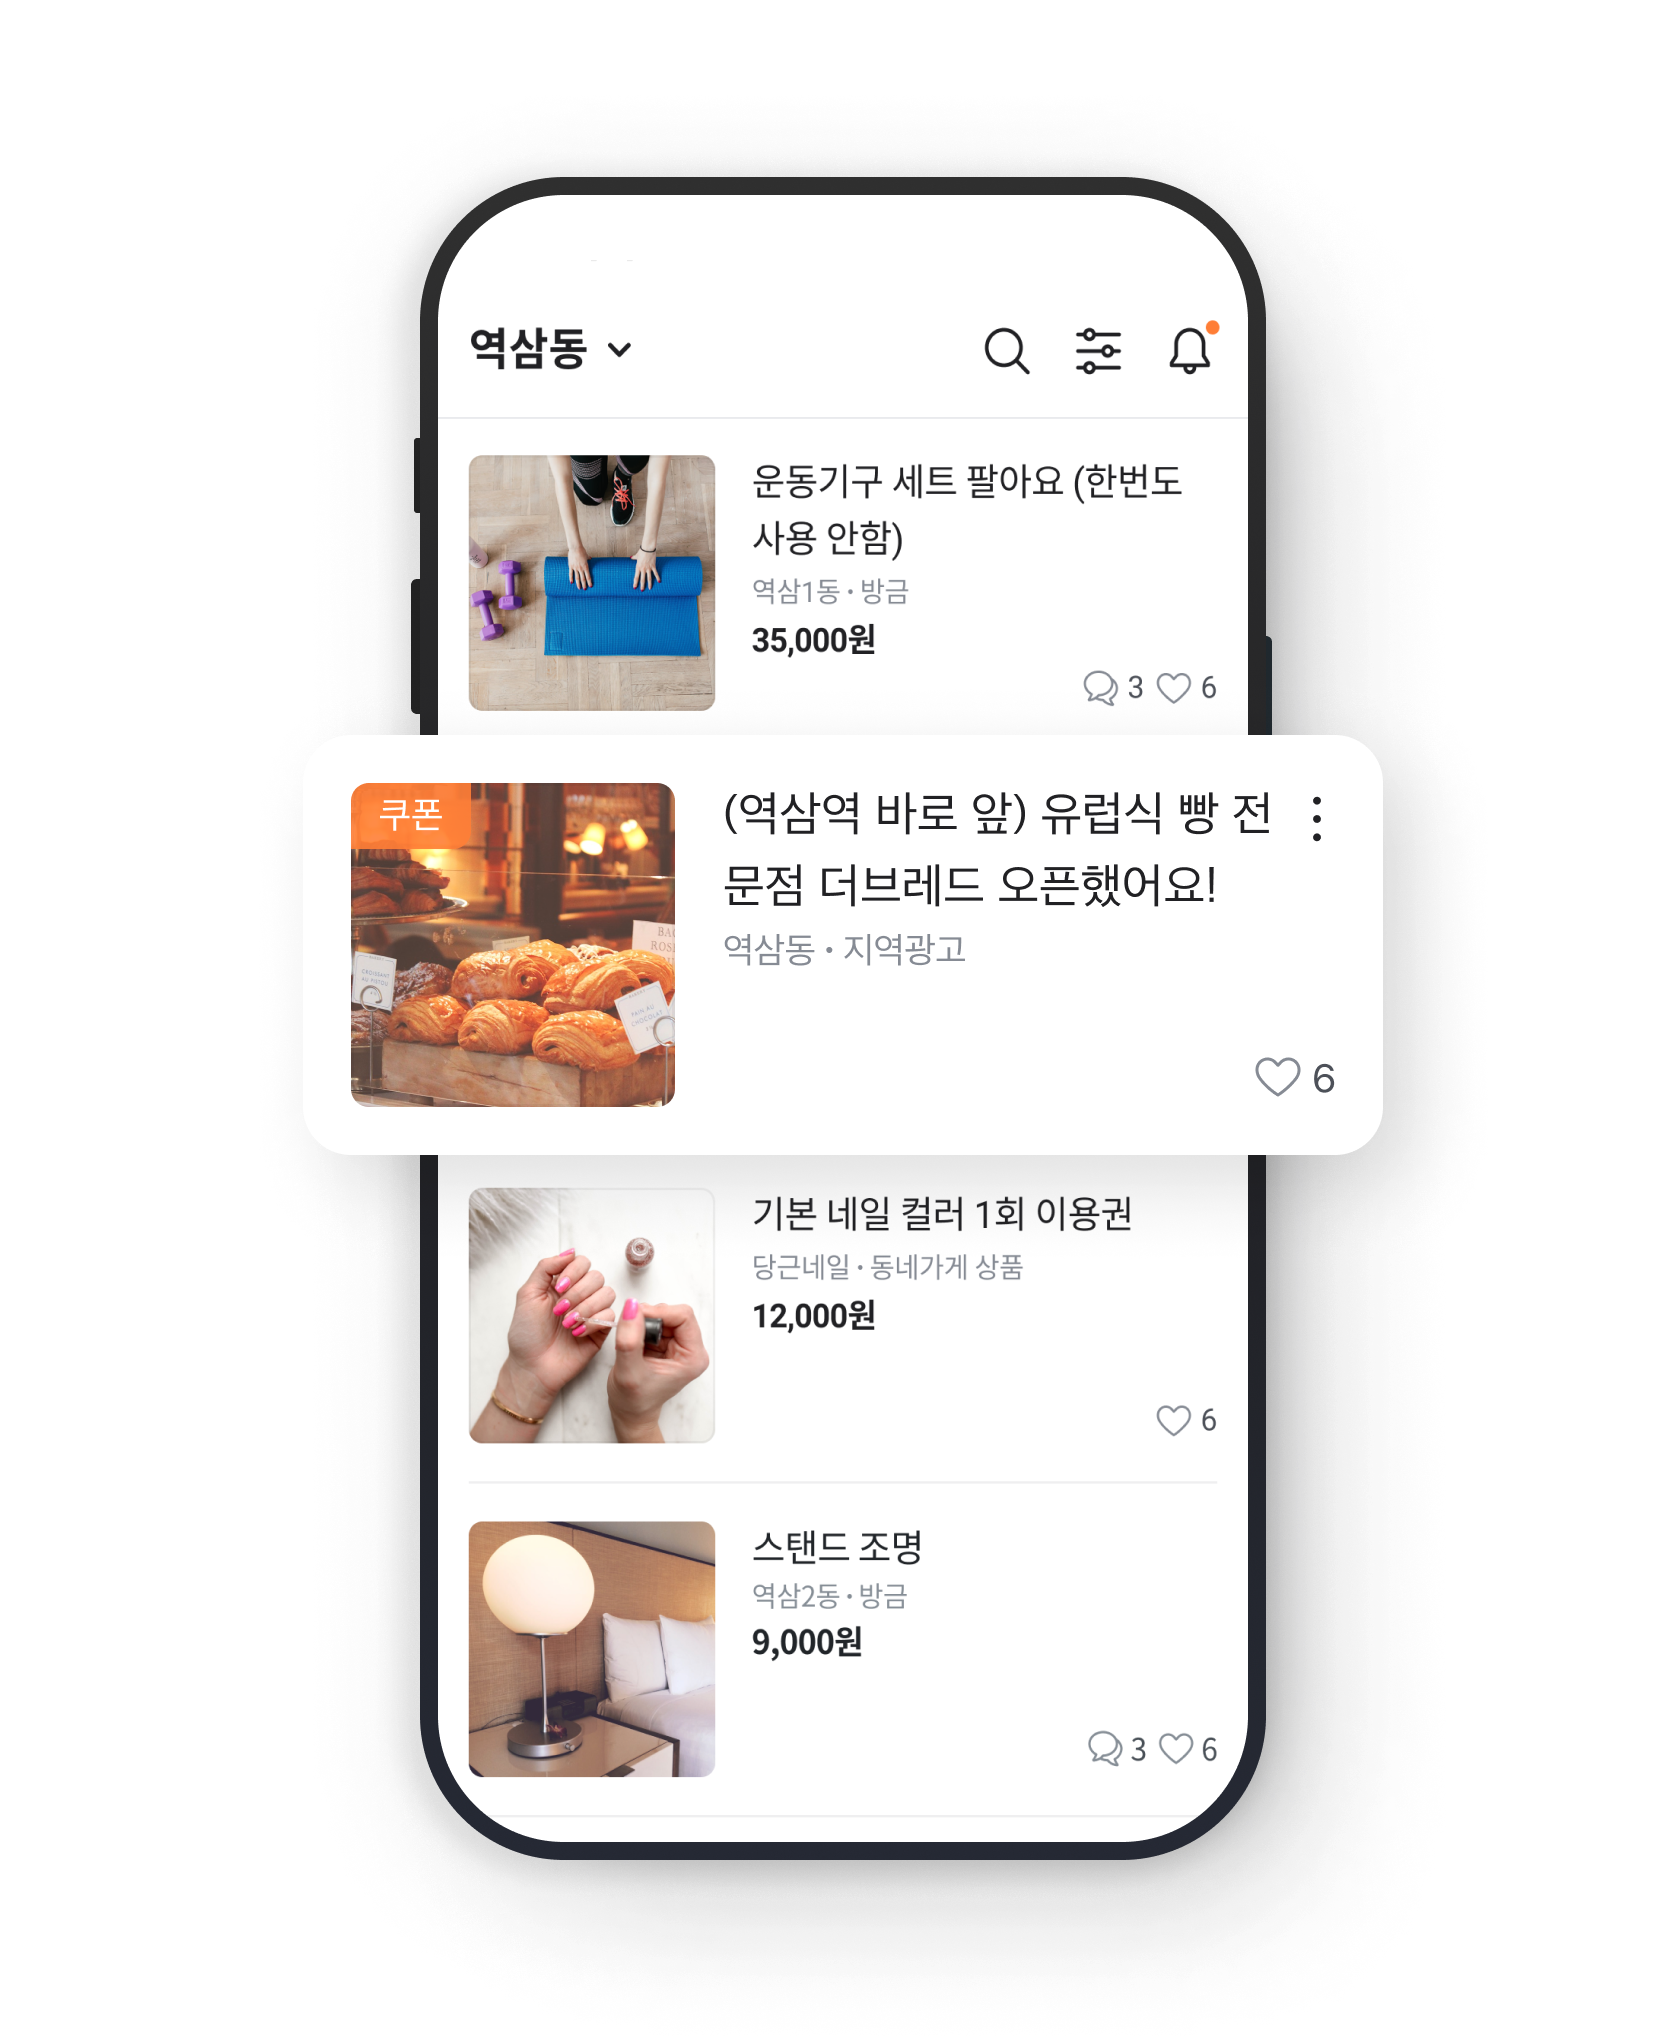 역삼동
운동기구 세트 팔아요 (한번도
사용 안함)
역삼1동 · 방금
35,000원
3 6
쿠폰
(역삼역 바로 앞) 유럽식 빵 전
문점 더브레드 오픈했어요!
역삼동 · 지역광고
CROISSANT
PAIN AU
CHOCOLAT
6
기본 네일 컬러 1회 이용권
당근네일 · 동네가게 상품
12,000원
6
스탠드 조명
역삼2동 · 방금
9,000원
3 6